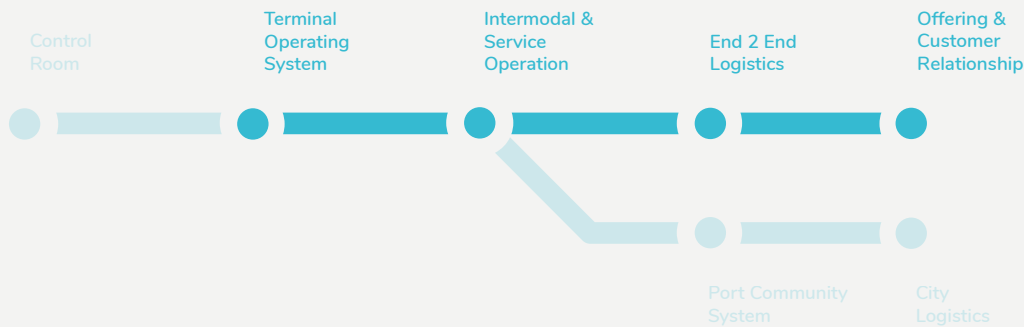 Control
Room
Terminal
Operating
System
Intermodal &
Service
Operation
End 2 End
Logistics
Offering &
Customer
Relationship
Port Community
System
City
Logistics